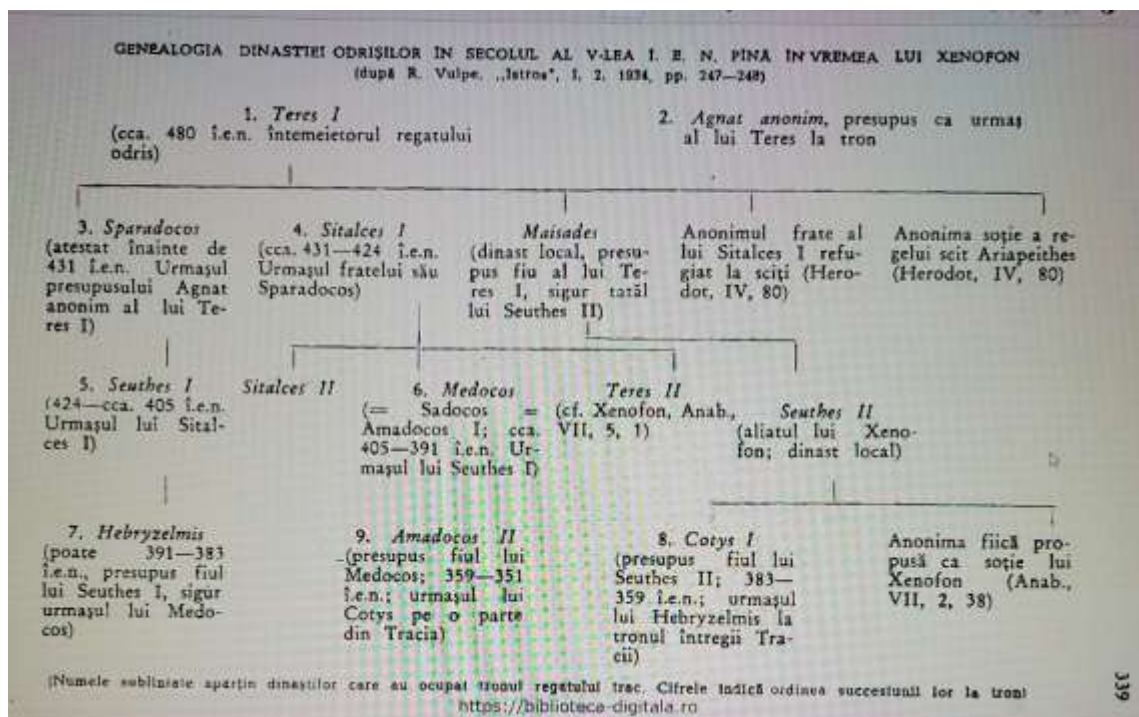 GENEALOGIA DINASTIEI ODRIȘILOR ÎN SECOLUL AL V-LEA Î. E. N. PÎNĂ ÎN VREMEA LUI XENOFON
(după R. Vulpe, „Istros", I, 2, 1934, pp. 247—248)
1. Teres I
(cca. 480 î.e.n. întemeietorul regatului
odris)
2. Agnat anonim, presupus ca urmaș
al lui Teres la tron
3. Sparadocos
(atestat înainte de
431 î.e.n. Urmașul
presupusului Agnat
anonim al lui Te-
res I)
4. Sitalces I
(cca. 431—424 î.e.n.
Urmașul fratelui său
Sparadocos)
Maisades
(dinast local, presu-
pus fiu al lui Te-
res I, sigur tatăl
lui Seuthes II)
Anonimul frate al
lui Sitalces I refu-
giat la sciți (Hero-
dot, IV, 80)
Anonima soție a re-
gelui scit Ariapeithes
(Herodot, IV, 80)
5. Seuthes I
(424—cca. 405 î.e.n.
Urmașul lui Sital-
ces I)
Sitalces II
6. Medocos
(= Sadocos =
Amadocos I; cca.
405—391 î.e.n. Ur-
mașul lui Seuthes I)
Teres II
(cf. Xenofon, Anab.,
VII, 5, 1)
Seuthes II
(aliatul lui Xeno-
fon; dinast local)
7. Hebryzelmis
(poate 391—383
î.e.n., presupus fiul
lui Seuthes I, sigur
urmașul lui Medo-
cos)
9. Amadocos II
(presupus fiul lui
Medocos; 359—351
î.e.n.; urmașul lui
Cotys pe o parte
din Tracia)
8. Cotys I
(presupus fiul lui
Seuthes II; 383—
359 î.e.n.; urmașul
lui Hebryzelmis la
tronul întregii Tra-
cii)
Anonima fiică pro-
pusă ca soție lui
Xenofon (Anab.,
VII, 2, 38)
(Numele subliniate aparțin dinaștilor care au ocupat tronul regatului trac. Cifrele indică ordinea succesiunii lor la tron)
https://biblioteca-digitala.ro
339